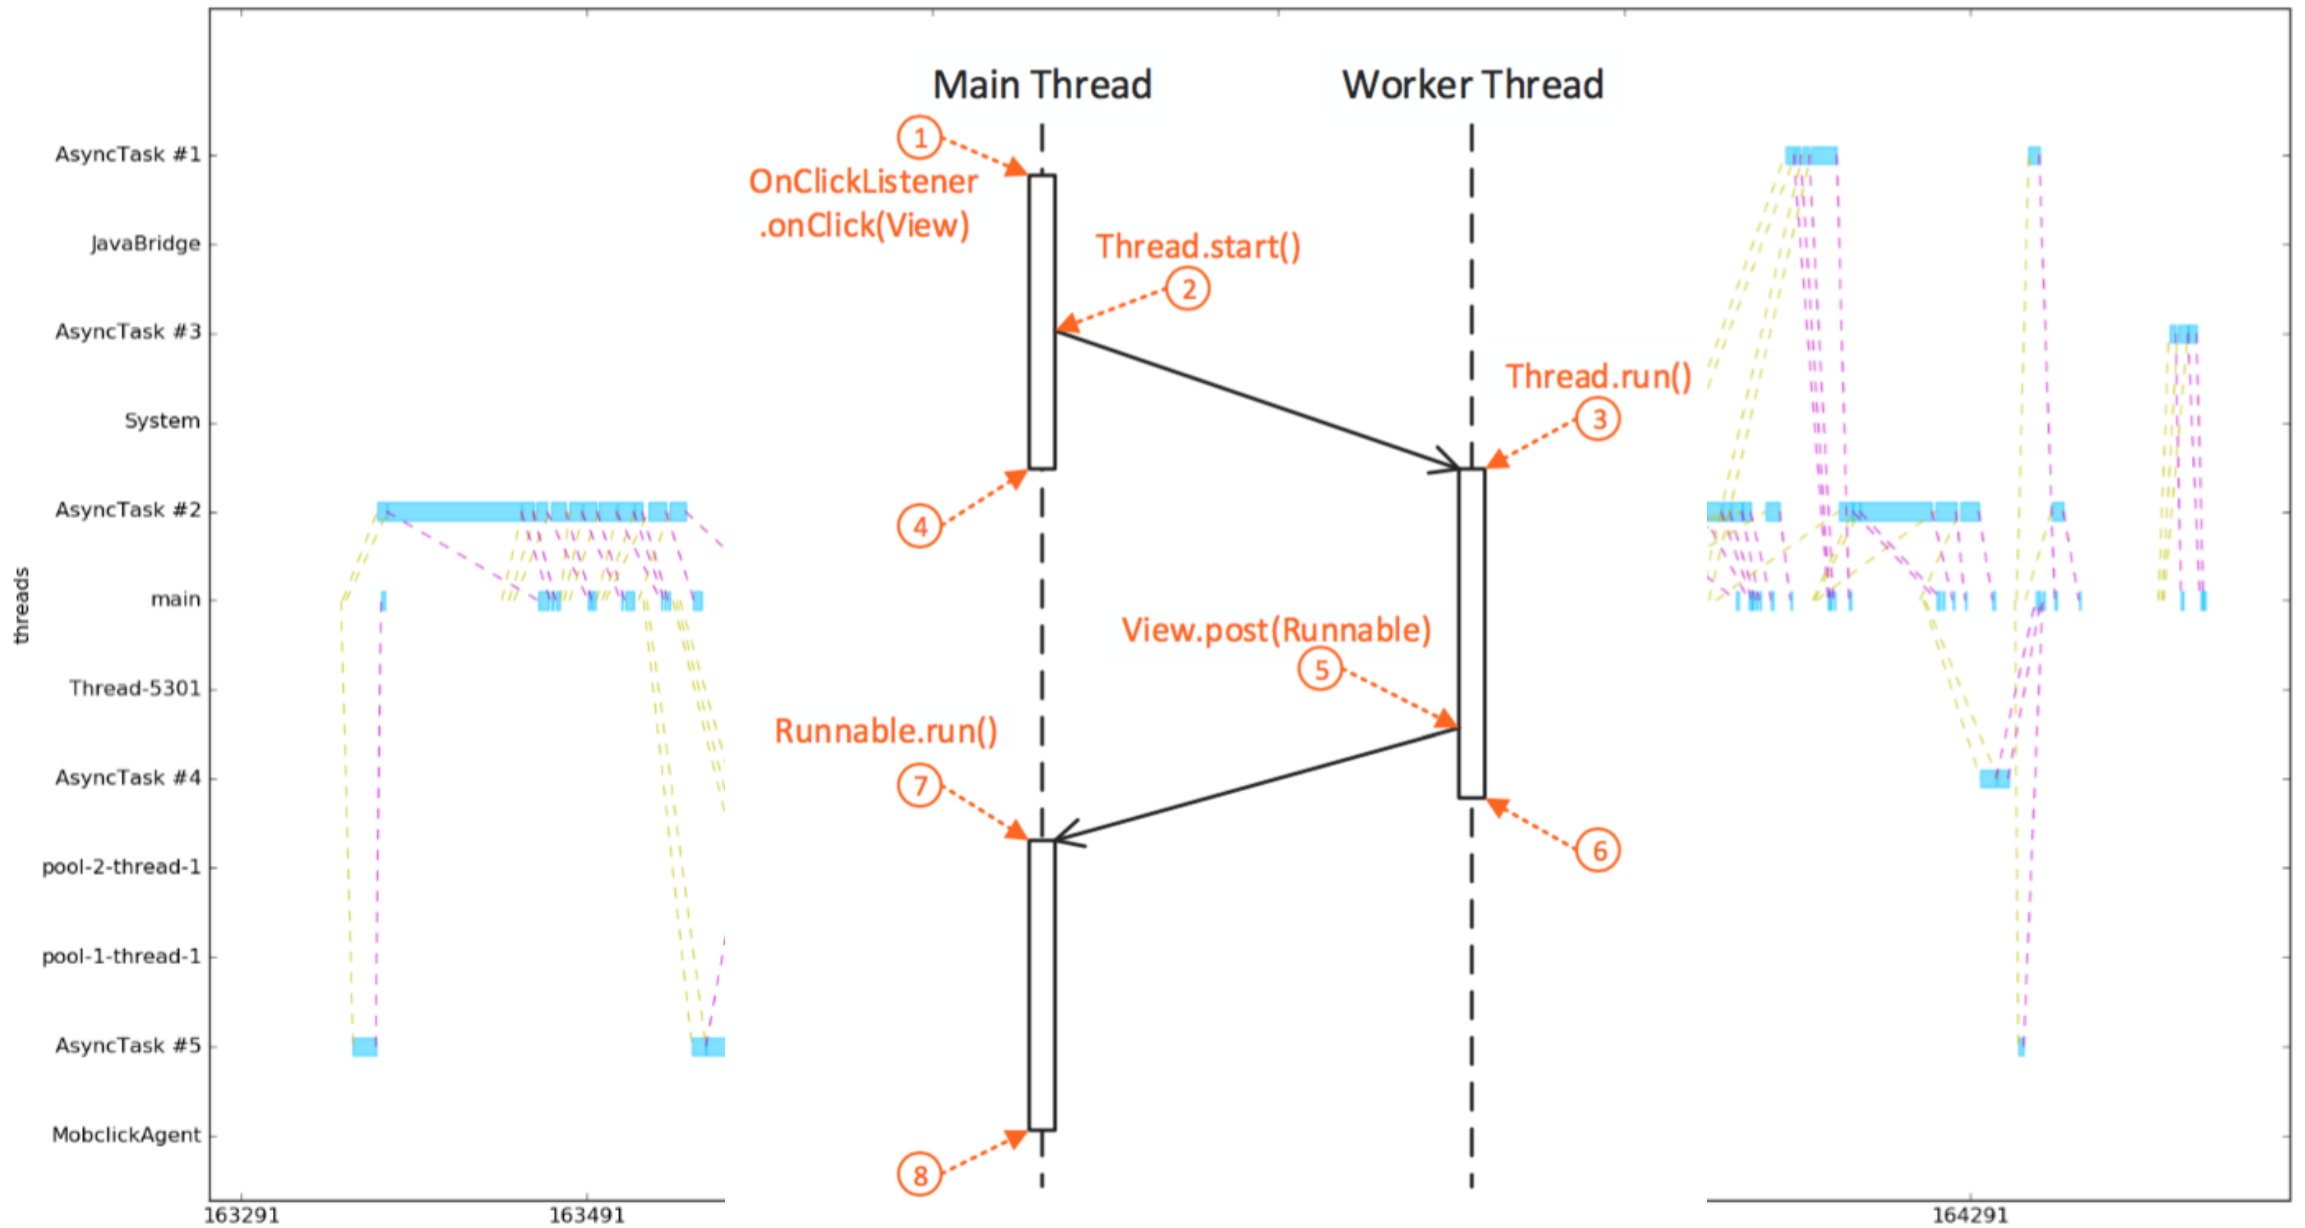 Main Thread
Worker Thread
1
OnClickListener
.onClick(View)
Thread.start()
2
Thread.run()
3
4
View.post(Runnable)
5
Runnable.run()
7
6
8
threads
AsyncTask #1
JavaBridge
AsyncTask #3
System
AsyncTask #2
main
Thread-5301
AsyncTask #4
pool-2-thread-1
pool-1-thread-1
AsyncTask #5
MobclickAgent
163291
163491
164291